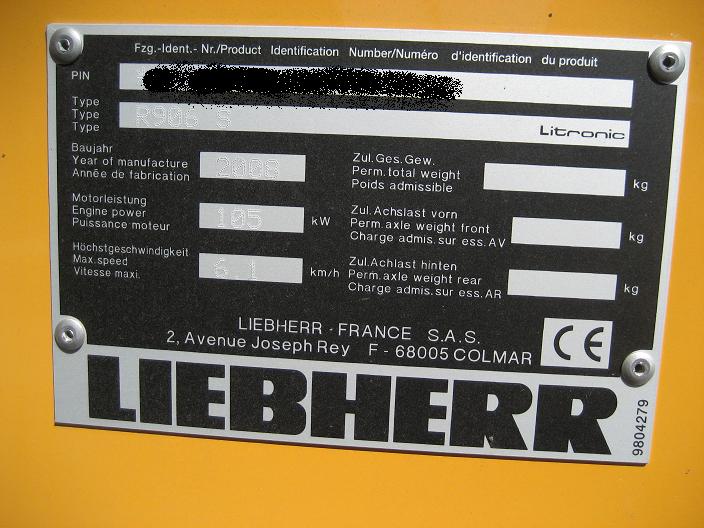 Fzg.-Ident.- Nr./Product Identification Number/Numéro d'identification du produit
PIN
Type
Type R906 S
Type Litronic
Baujahr
Year of manufacture 2008
Année de fabrication
Motorleistung
Engine power 105 kW
Puissance moteur
Höchstgeschwindigkeit
Max.speed 6.1 km/h
Vitesse maxi.
Zul.Ges.Gew.
Perm.total weight kg
Poids admissible
Zul.Achslast vorn
Perm.axle weight front kg
Charge admis.sur ess.AV
Zul.Achlast hinten
Perm.axle weight rear kg
Charge admis.sur ess.AR
LIEBHERR - FRANCE S.A.S.
2, Avenue Joseph Rey F - 68005 COLMAR
CE
LIEBHERR
9804279